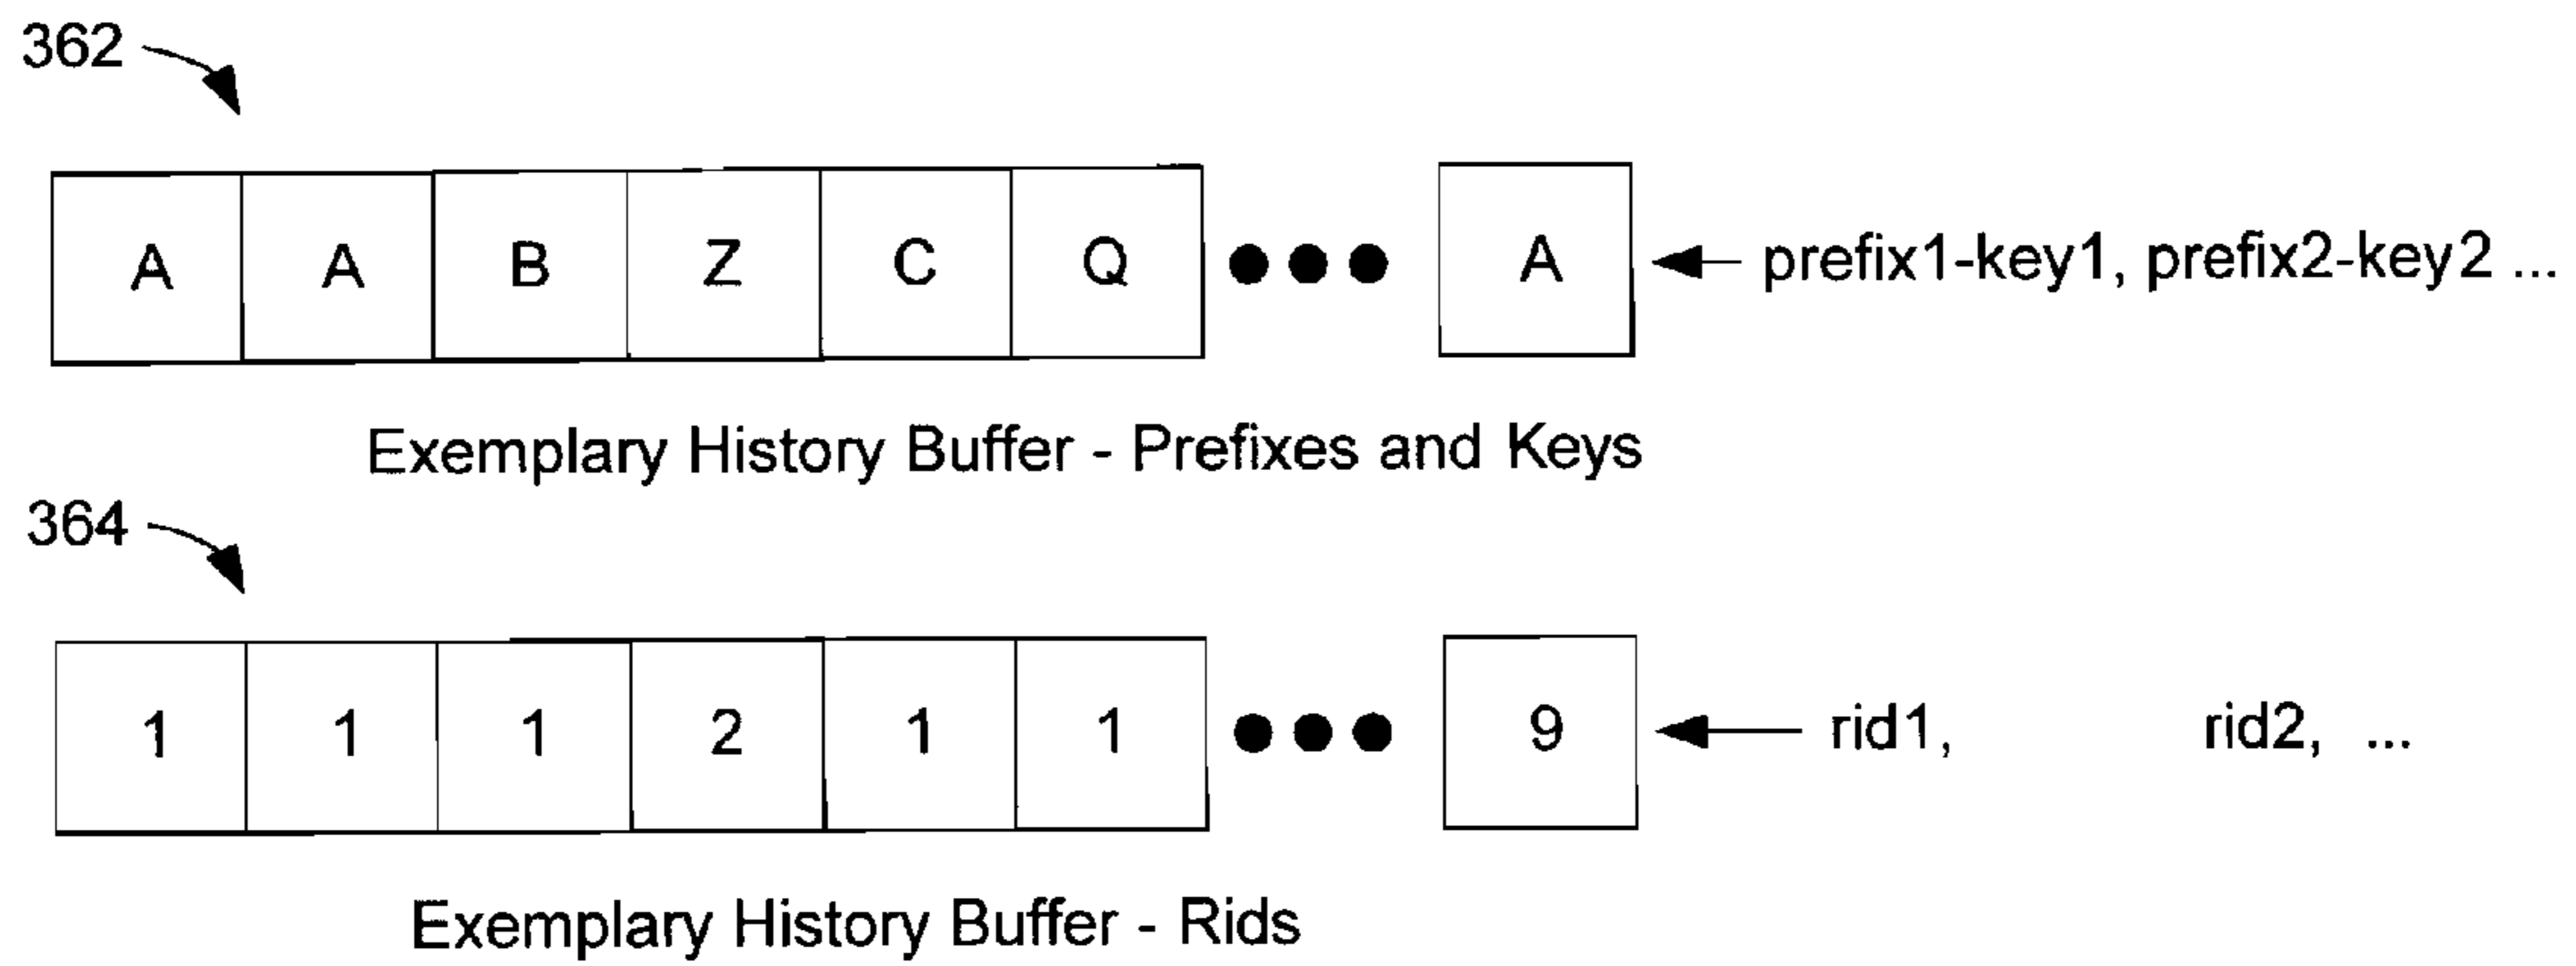 362
A A B Z C Q A prefix1-key1, prefix2-key2 ...
Exemplary History Buffer - Prefixes and Keys
364
1 1 1 2 1 1 9 rid1, rid2, ...
Exemplary History Buffer - Rids